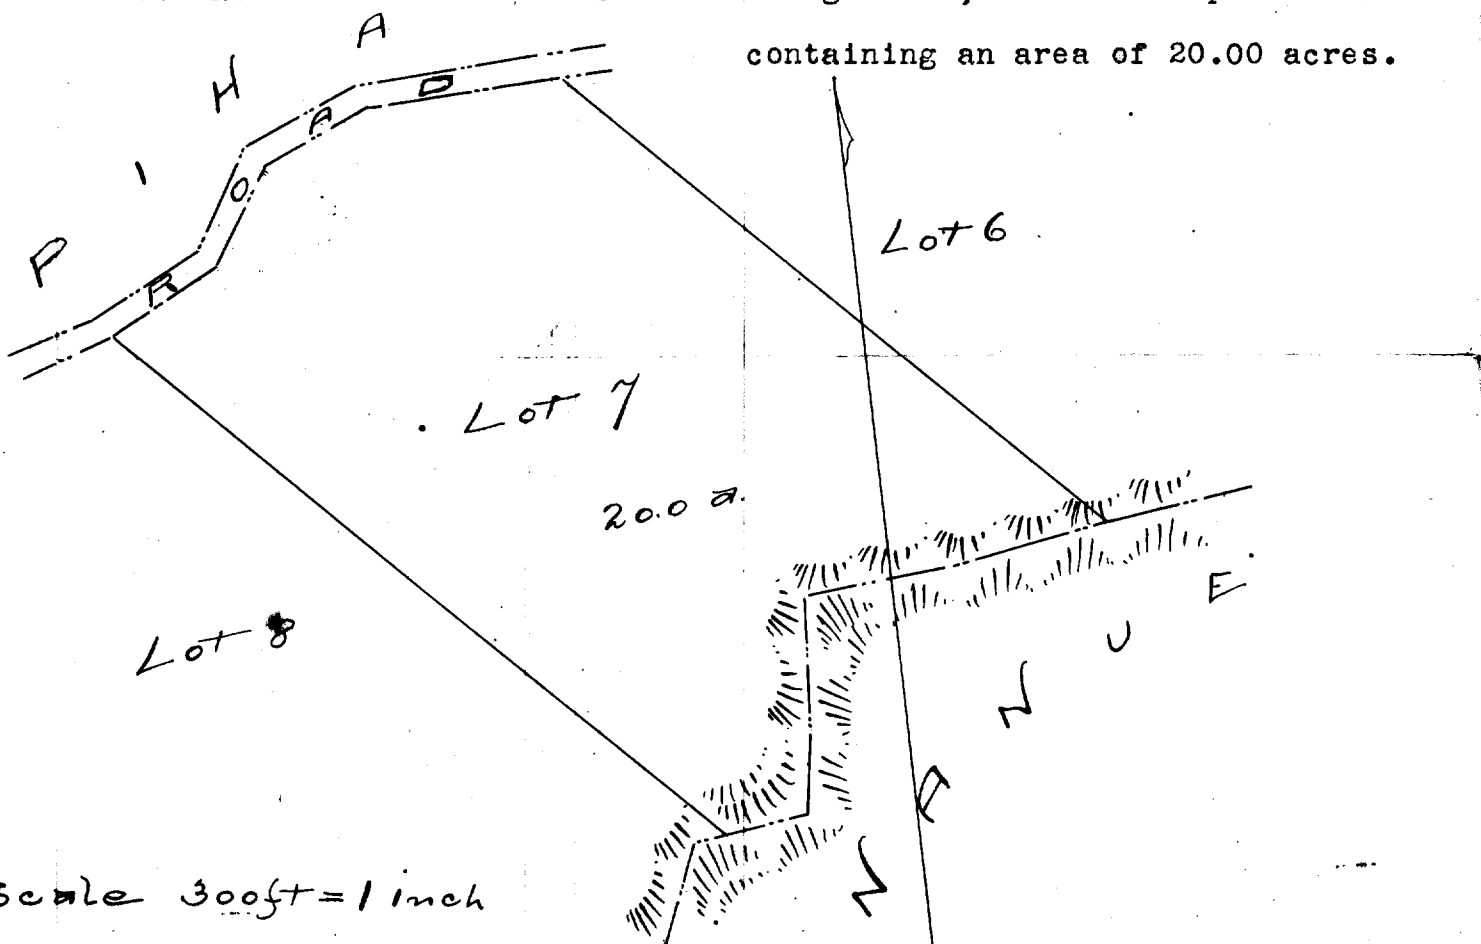 containing an area of 20.00 acres.
PIHA
ROAD
Lot 6
Lot 7
20.0 a.
Lot 8
NANUE
Scale 300ft = 1 inch